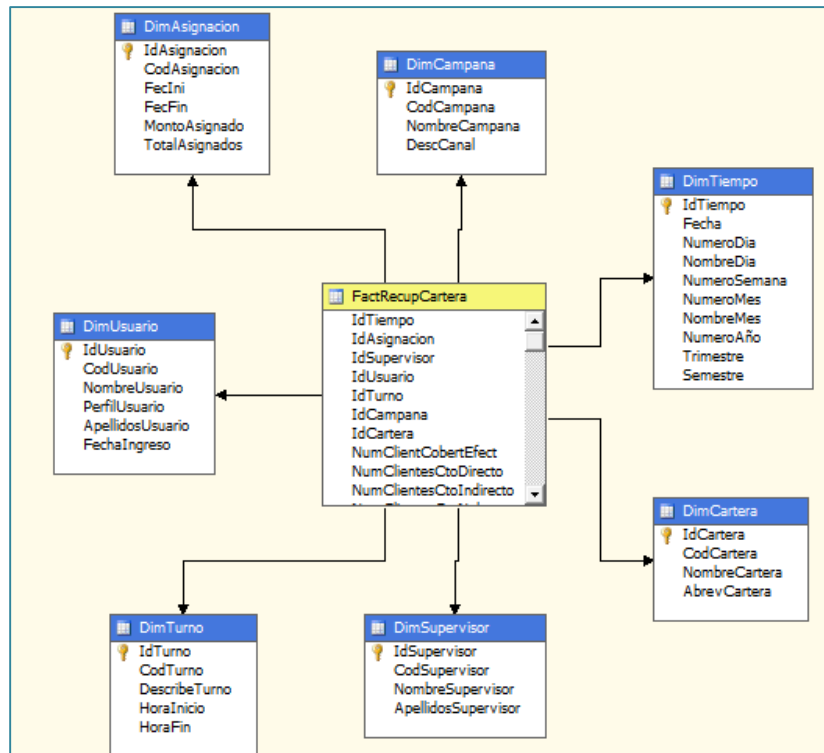 DimAsignacion
IdAsignacion
CodAsignacion
FecIni
FecFin
MontoAsignado
TotalAsignados
DimCampana
IdCampana
CodCampana
NombreCampana
DescCanal
DimTiempo
IdTiempo
Fecha
NumeroDia
NombreDia
NumeroSemana
NumeroMes
NombreMes
NumeroAño
Trimestre
Semestre
FactRecupCartera
IdTiempo
IdAsignacion
IdSupervisor
IdUsuario
IdTurno
IdCampana
IdCartera
NumClientCobertEfect
NumClientesCtoDirecto
NumClientesCtoIndirecto
DimUsuario
IdUsuario
CodUsuario
NombreUsuario
PerfilUsuario
ApellidosUsuario
FechaIngreso
DimCartera
IdCartera
CodCartera
NombreCartera
AbrevCartera
DimTurno
IdTurno
CodTurno
DescribeTurno
HoraInicio
HoraFin
DimSupervisor
IdSupervisor
CodSupervisor
NombreSupervisor
ApellidosSupervisor